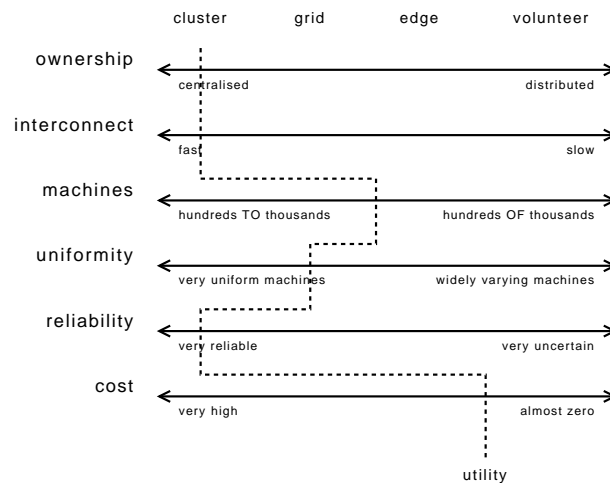 cluster grid edge volunteer
ownership
centralised distributed
interconnect
fast slow
machines
hundreds TO thousands hundreds OF thousands
uniformity
very uniform machines widely varying machines
reliability
very reliable very uncertain
cost
very high almost zero
utility